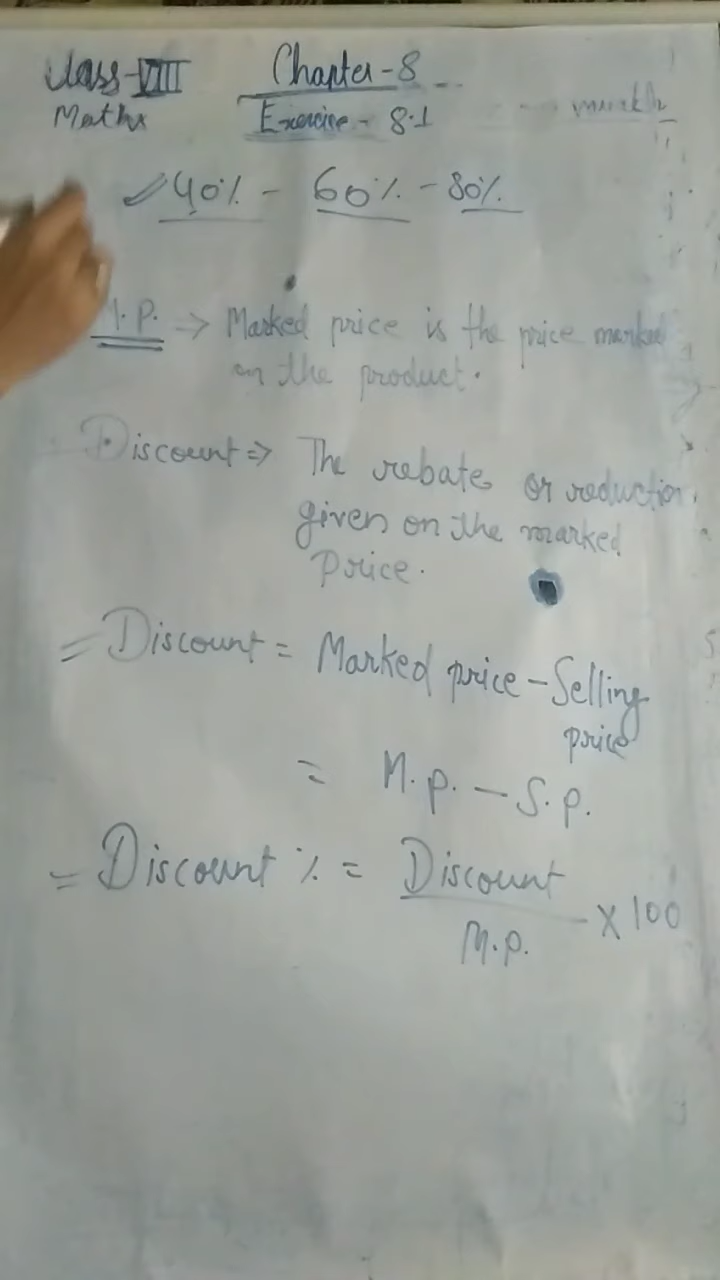 Class-VIII Chapter-8
Maths Exercise - 8.1
40% - 60% - 80%
M.P. => Marked price is the price marked
on the product.
Discount => The rebate or reduction
given on the marked
Price.
= Discount = Marked price - Selling
price
= M.p. - S.p.
= Discount % = Discount
M.p. X 100